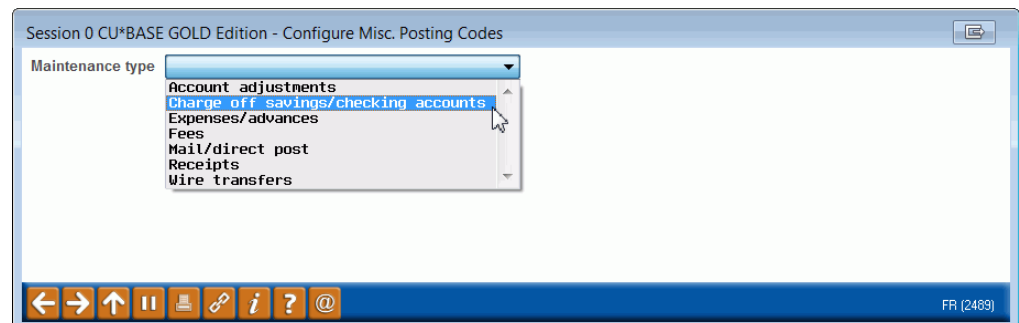 Session 0 CU*BASE GOLD Edition - Configure Misc. Posting Codes
Maintenance type
Account adjustments
Charge off savings/checking accounts
Expenses/advances
Fees
Mail/direct post
Receipts
Wire transfers
i ? @
FR (2489)